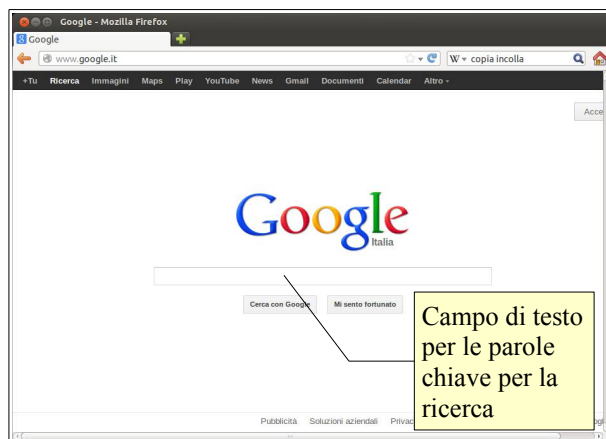 Google - Mozilla Firefox
Google
www.google.it
W copia incolla
+Tu Ricerca Immagini Maps Play YouTube News Gmail Documenti Calendar Altro
Acce
Google
Italia
Cerca con Google Mi sento fortunato
Campo di testo
per le parole
chiave per la
ricerca
Pubblicità Soluzioni aziendali Privac